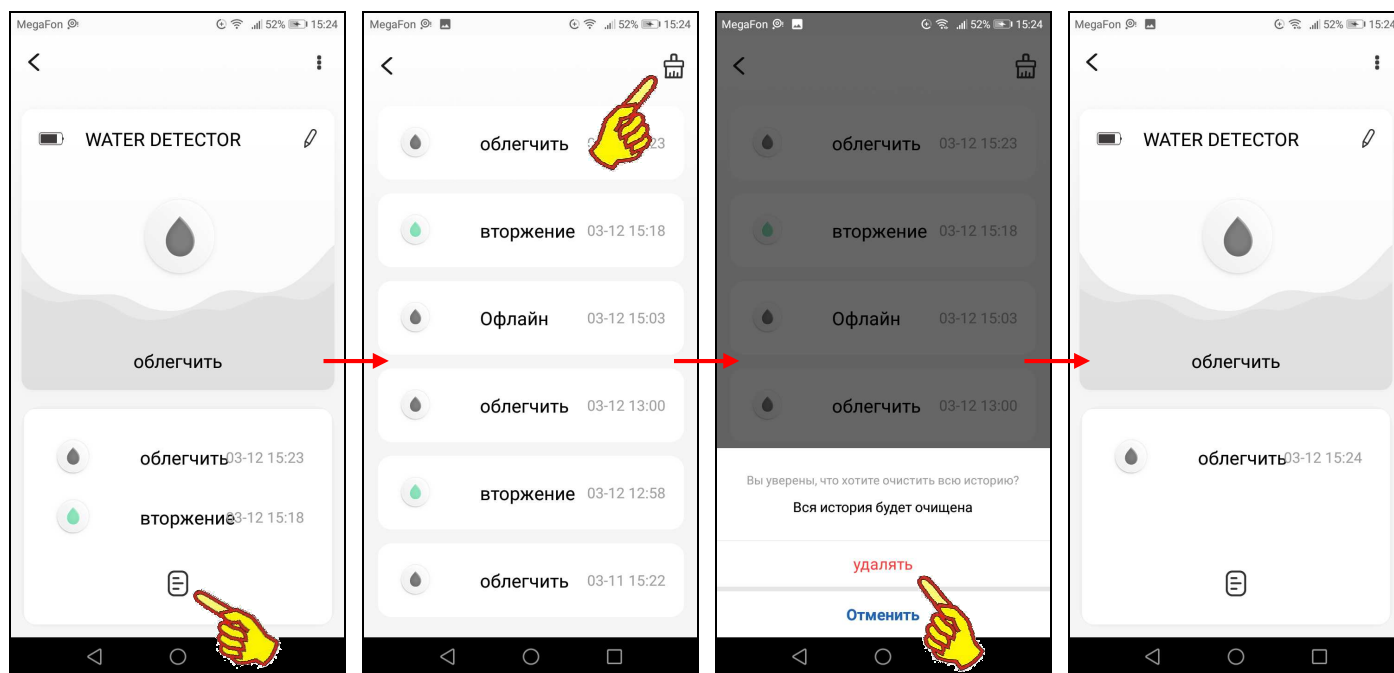 MegaFon 52% 15:24
WATER DETECTOR
облегчить
облегчить 03-12 15:23
вторжение 03-12 15:18
MegaFon 52% 15:24
облегчить 23
вторжение 03-12 15:18
Офлайн 03-12 15:03
облегчить 03-12 13:00
вторжение 03-12 12:58
облегчить 03-11 15:22
MegaFon 52% 15:24
облегчить 03-12 15:23
вторжение 03-12 15:18
Офлайн 03-12 15:03
облегчить 03-12 13:00
Вы уверены, что хотите очистить всю историю?
Вся история будет очищена
удалять
Отменить
MegaFon 52% 15:24
WATER DETECTOR
облегчить
облегчить 03-12 15:24